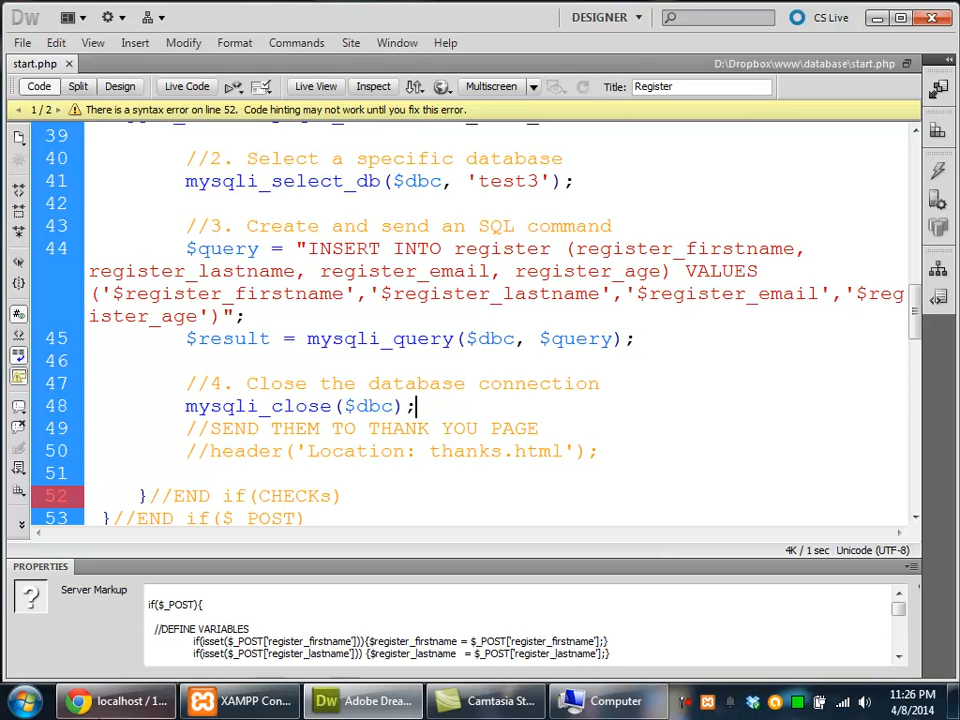 Dw
DESIGNER
CS Live
File Edit View Insert Modify Format Commands Site Window Help
start.php
D:\Dropbox\www\database\start.php
Code Split Design Live Code Live View Inspect Multiscreen Title: Register
1 / 2 There is a syntax error on line 52. Code hinting may not work until you fix this error.
39
40 //2. Select a specific database
41 mysqli_select_db($dbc, 'test3');
42
43 //3. Create and send an SQL command
44 $query = "INSERT INTO register (register_firstname,
register_lastname, register_email, register_age) VALUES
('$register_firstname','$register_lastname','$register_email','$reg
ister_age')";
45 $result = mysqli_query($dbc, $query);
46
47 //4. Close the database connection
48 mysqli_close($dbc);
49 //SEND THEM TO THANK YOU PAGE
50 //header('Location: thanks.html');
51
52 }//END if(CHECKs)
53 }//END if($_POST)
4K / 1 sec Unicode (UTF-8)
PROPERTIES
Server Markup
if($_POST){
//DEFINE VARIABLES
if(isset($_POST['register_firstname'])){$register_firstname = $_POST['register_firstname'];}
if(isset($_POST['register_lastname'])) {$register_lastname = $_POST['register_lastname'];}
localhost / 1... XAMPP Con... Dw Adobe Drea... Camtasia St... Computer
11:26 PM
4/8/2014